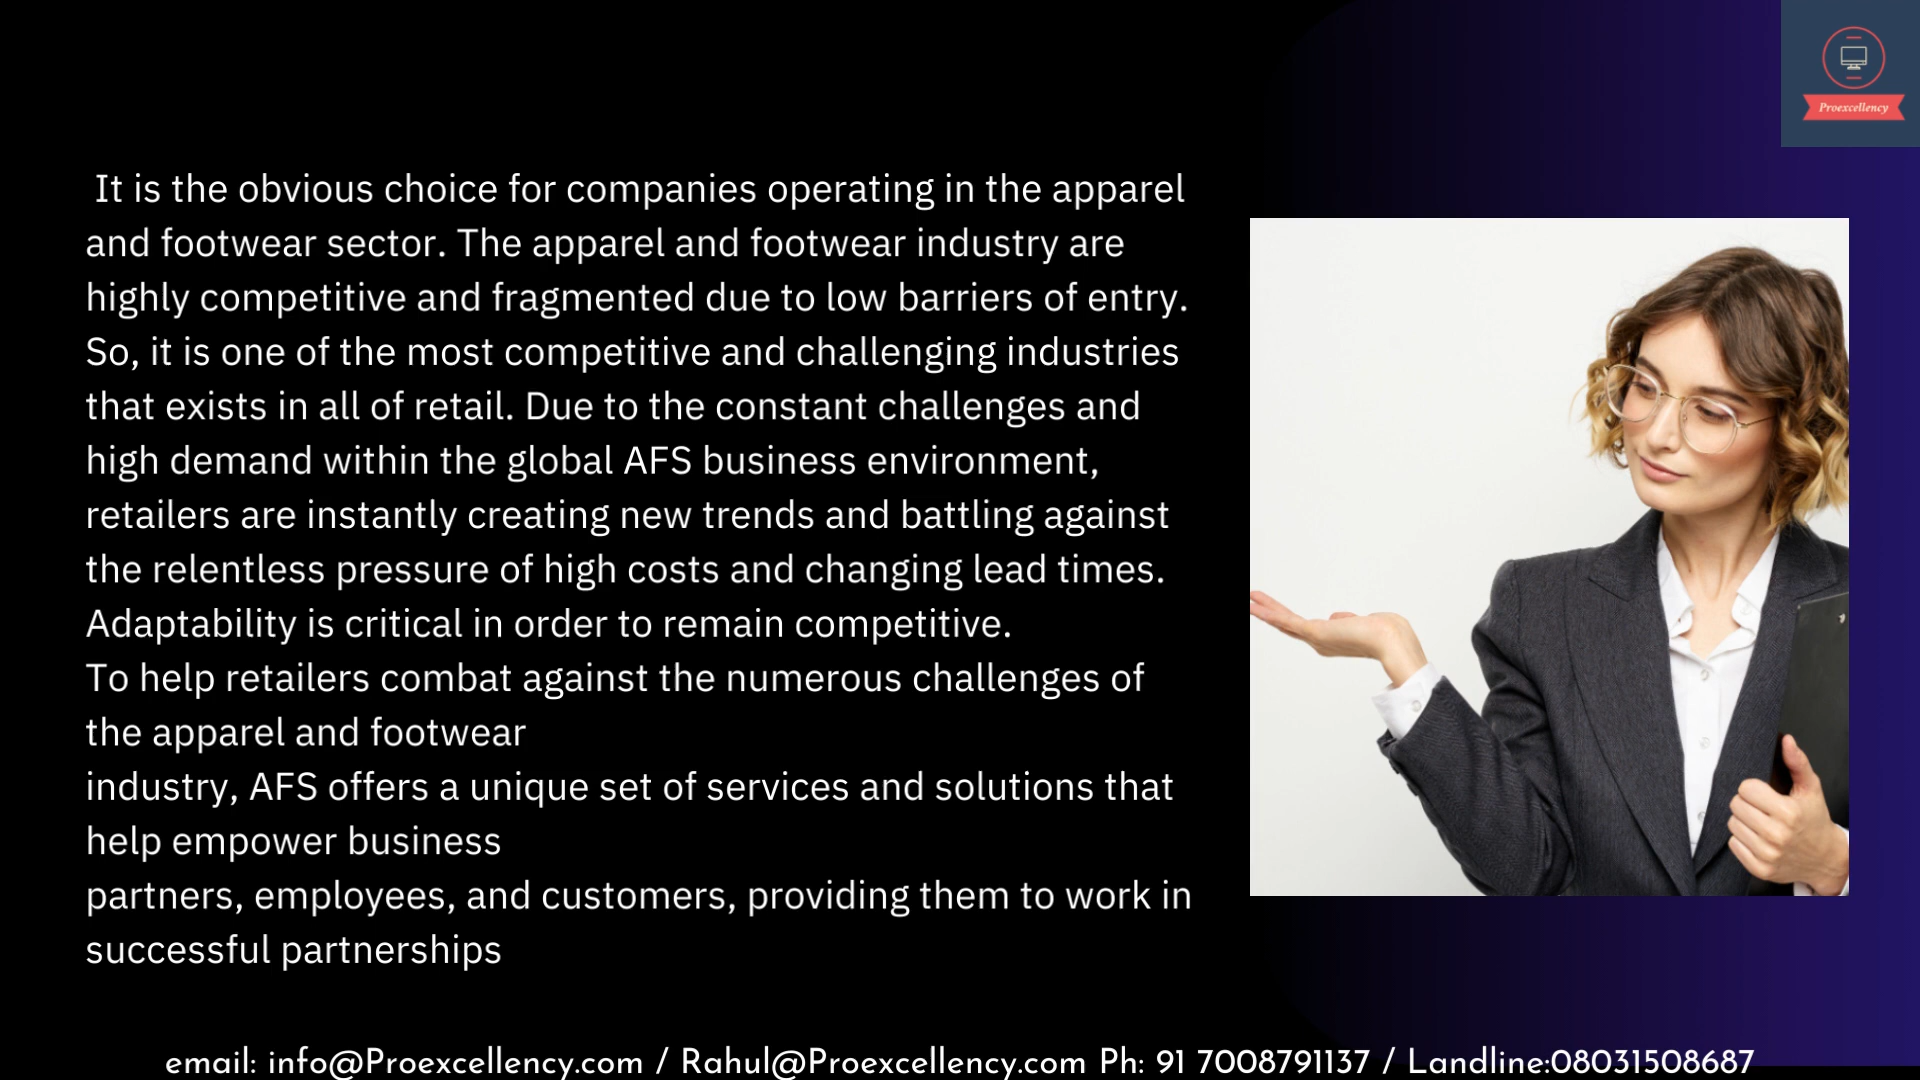 Proexcellency
It is the obvious choice for companies operating in the apparel
and footwear sector. The apparel and footwear industry are
highly competitive and fragmented due to low barriers of entry.
So, it is one of the most competitive and challenging industries
that exists in all of retail. Due to the constant challenges and
high demand within the global AFS business environment,
retailers are instantly creating new trends and battling against
the relentless pressure of high costs and changing lead times.
Adaptability is critical in order to remain competitive.
To help retailers combat against the numerous challenges of
the apparel and footwear
industry, AFS offers a unique set of services and solutions that
help empower business
partners, employees, and customers, providing them to work in
successful partnerships
email: info@Proexcellency.com / Rahul@Proexcellency.com Ph: 91 7008791137 / Landline:08031508687